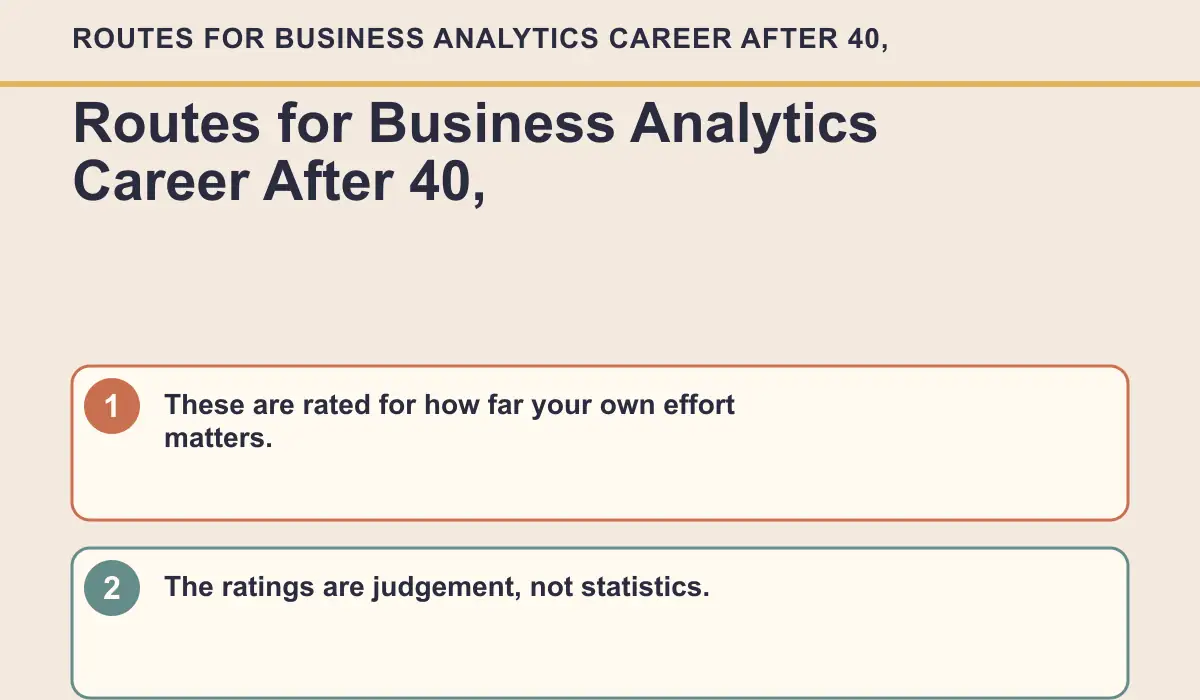 ROUTES FOR BUSINESS ANALYTICS CAREER AFTER 40,
Routes for Business Analytics
Career After 40,
1
These are rated for how far your own effort
matters.
2
The ratings are judgement, not statistics.